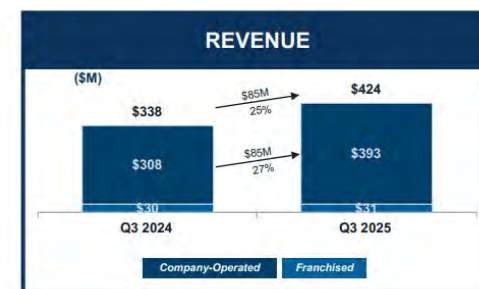 REVENUE
($M)
$338
$85M
25%
$424
$308
$85M
27%
$393
$30
$31
Q3 2024
Q3 2025
Company-Operated
Franchised